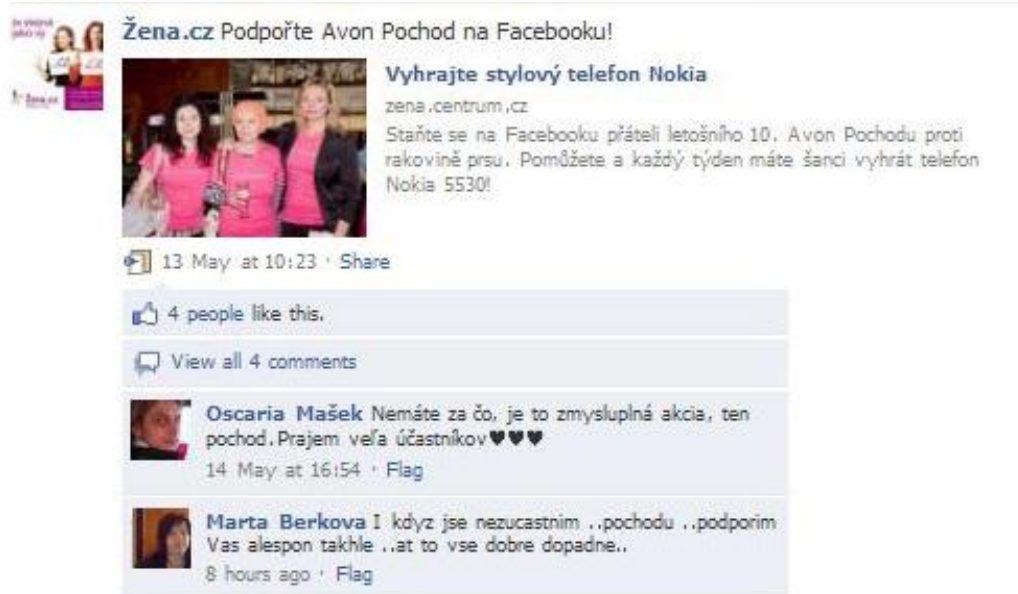 Žena.cz Podpořte Avon Pochod na Facebooku!
Vyhrajte stylový telefon Nokia
zena.centrum.cz
Staňte se na Facebooku přáteli letošního 10. Avon Pochodu proti
rakovině prsu. Pomůžete a každý týden máte šanci vyhrát telefon
Nokia 5530!
13 May at 10:23 · Share
4 people like this.
View all 4 comments
Oscaria Mašek Nemáte za čo, je to zmysluplná akcia, ten
pochod.Prajem veľa účastníkov♥♥♥
14 May at 16:54 · Flag
Marta Berkova I kdyz jse nezucastnim ..pochodu ..podporim
Vas alespon takhle ..at to vse dobre dopadne..
8 hours ago · Flag